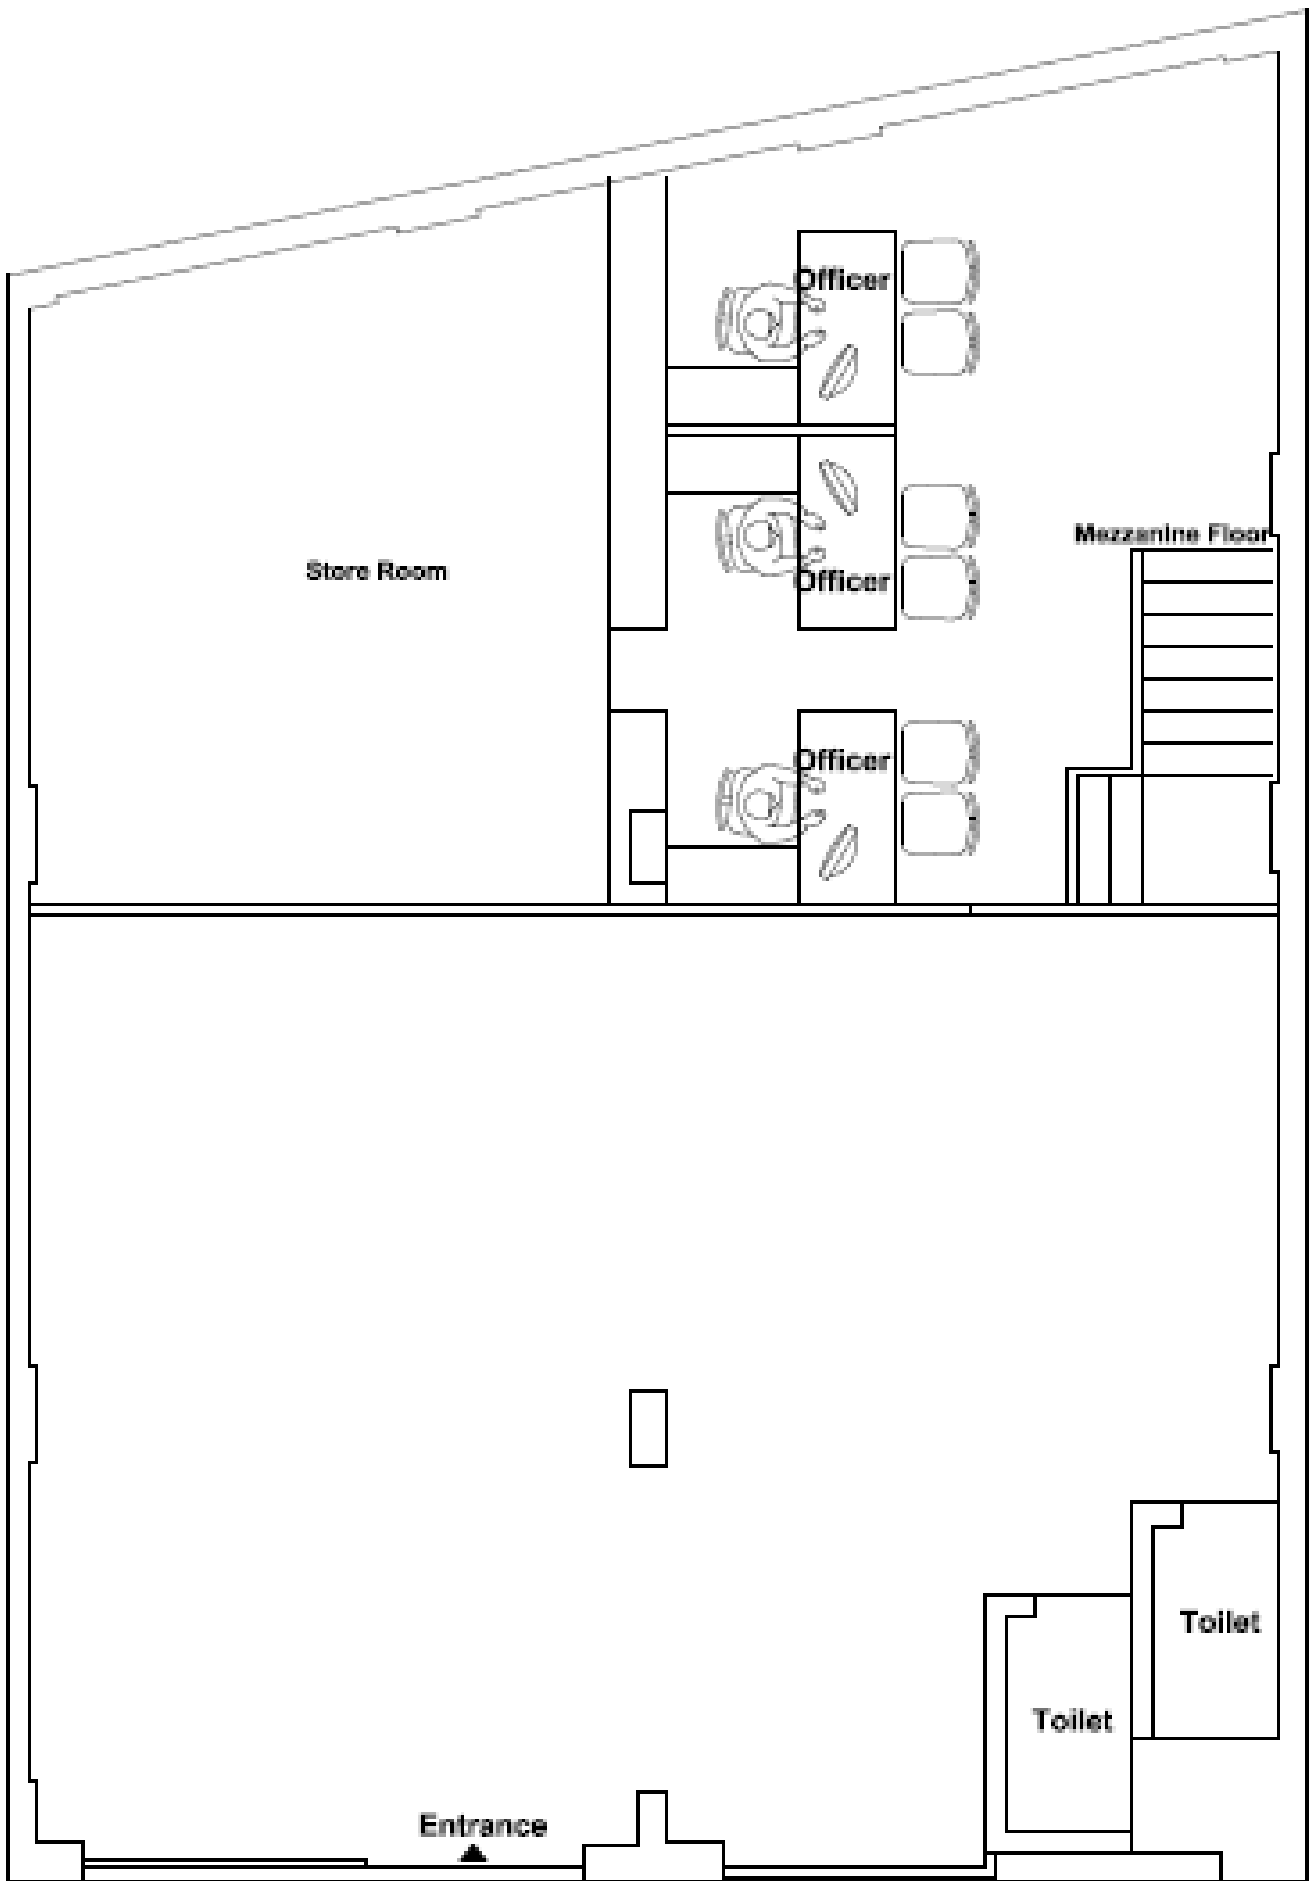 Officer
Mezzanine Floor
Store Room
Officer
Officer
Toilet
Toilet
Entrance